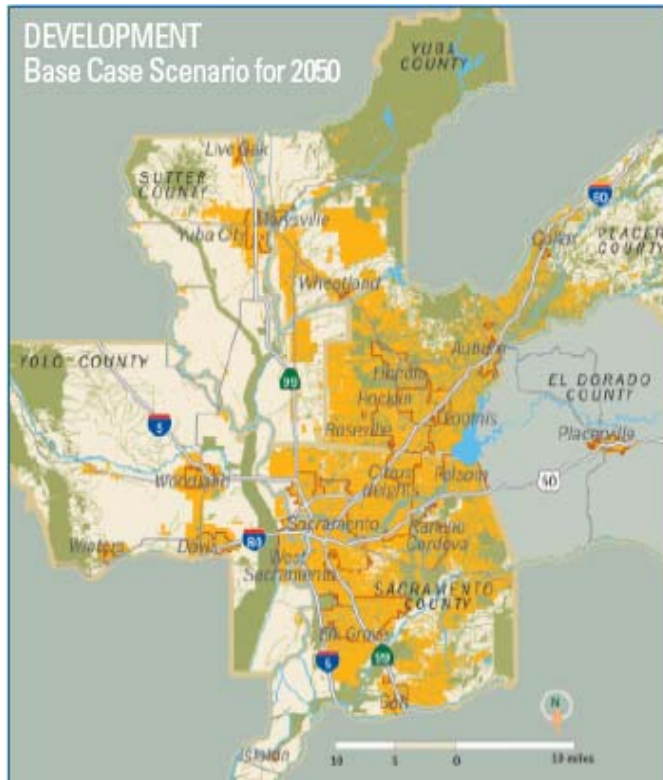 DEVELOPMENT
Base Case Scenario for 2050
YUBA
COUNTY
Live Oak
SUTTER
COUNTY
80
Marysville
Yuba City
Colfax
PLACER
COUNTY
Wheatland
Auburn
YOLO COUNTY
99
Lincoln
EL DORADO
COUNTY
Rocklin
5
Loomis
Roseville
Placerville
Citrus
Heights
Folsom
50
Woodland
Sacramento
Rancho
Cordova
Winters
Davis
West
Sacramento
SACRAMENTO
COUNTY
Elk Grove
5
99
Galt
N
Isleton
10
5
0
10 miles